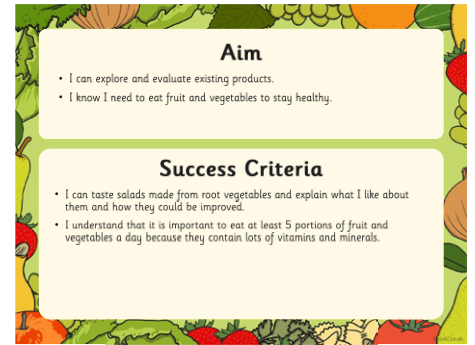 Aim
• I can explore and evaluate existing products.
• I know I need to eat fruit and vegetables to stay healthy.
Success Criteria
• I can taste salads made from root vegetables and explain what I like about
them and how they could be improved.
• I understand that it is important to eat at least 5 portions of fruit and
vegetables a day because they contain lots of vitamins and minerals.